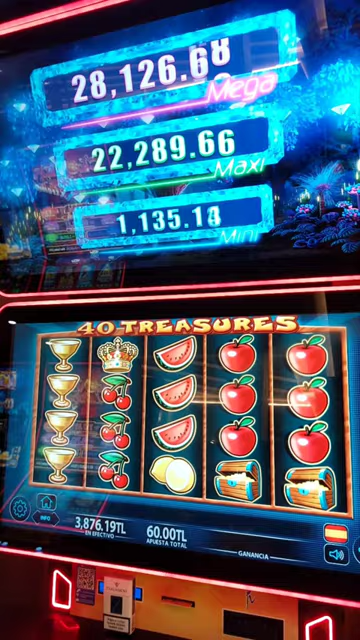 28,126.68
Mega
22,289.66
Maxi
1,135.14
Mini
40 TREASURES
3,876.19TL
EN EFECTIVO
60.00TL
APUESTA TOTAL
GANANCIA
INFO